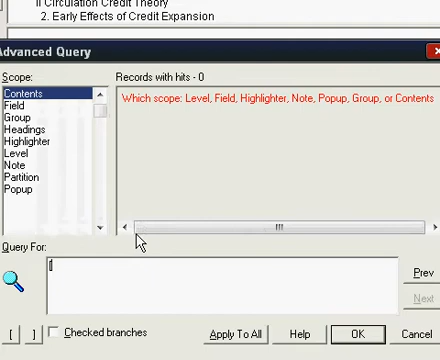 II Circulation Credit Theory
2. Early Effects of Credit Expansion
Advanced Query
Scope:
Records with hits - 0
Contents
Field
Group
Headings
Highlighter
Level
Note
Partition
Popup
Which scope: Level, Field, Highlighter, Note, Popup, Group, or Contents
Query For:
[
Prev
Next
[ ] Checked branches
Apply To All
Help
OK
Cancel